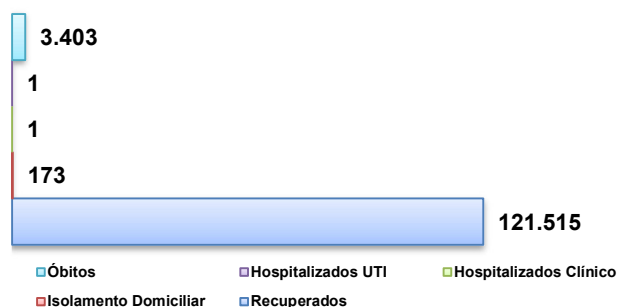 3.403
1
1
173
121.515
Óbitos Hospitalizados UTI Hospitalizados Clínico
Isolamento Domiciliar Recuperados